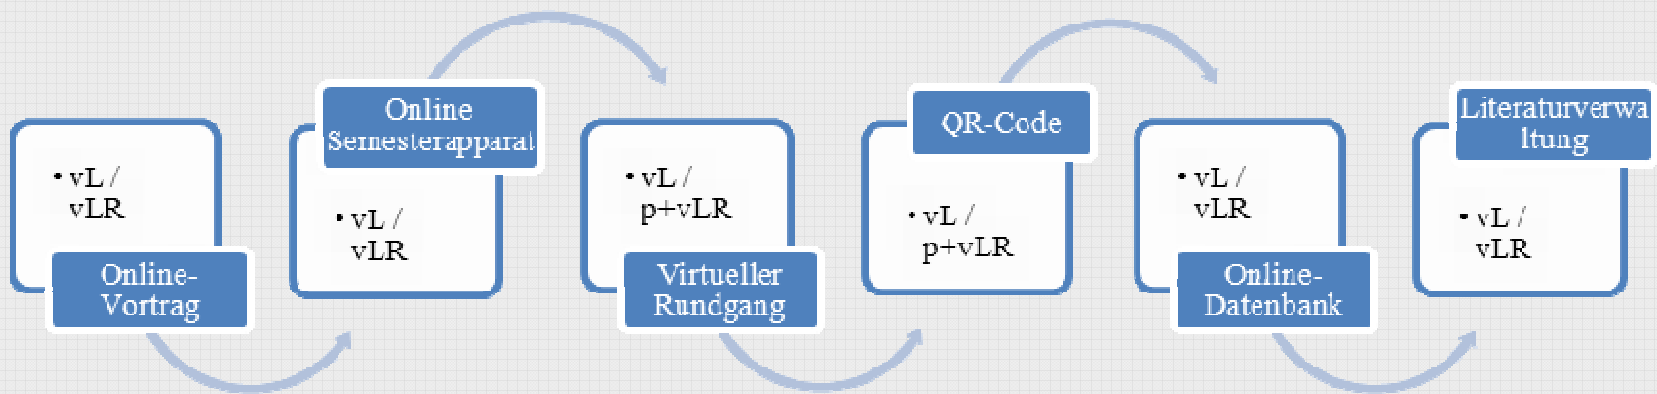 • vL /
vLR
Online-
Vortrag
Online
Semesterapparat
• vL /
vLR
• vL /
p+vLR
Virtueller
Rundgang
QR-Code
• vL /
p+vLR
• vL /
vLR
Online-
Datenbank
Literaturverwa
ltung
• vL /
vLR